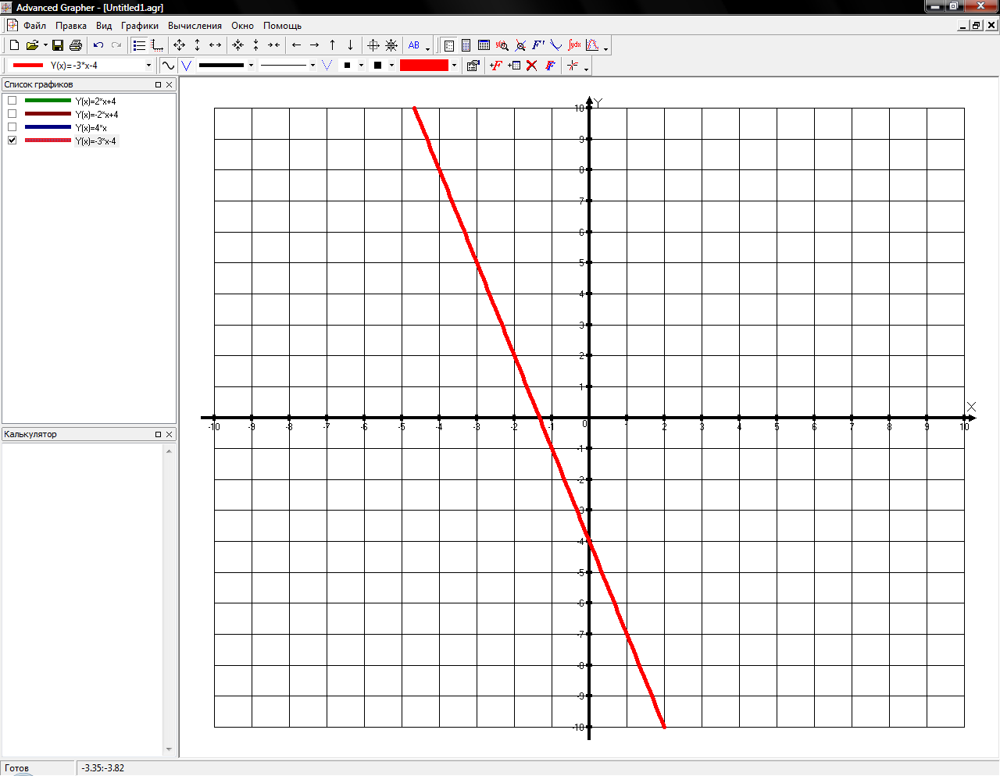 Advanced Grapher - [Untitled1.agr]
Файл Правка Вид Графики Вычисления Окно Помощь
AB F' ∫ydx
Y(x)=-3*x-4 +F F
Список графиков
Y(x)=2*x+4
Y(x)=-2*x+4
Y(x)=4*x
Y(x)=-3*x-4
Калькулятор
Y
10
9
8
7
6
5
4
3
2
1
X
-10 -9 -8 -7 -6 -5 -4 -3 -2 -1 0 2 3 4 5 6 7 8 9 10
-1
-2
-3
-4
-5
-6
-7
-8
-9
-10
Готов -3.35:-3.82